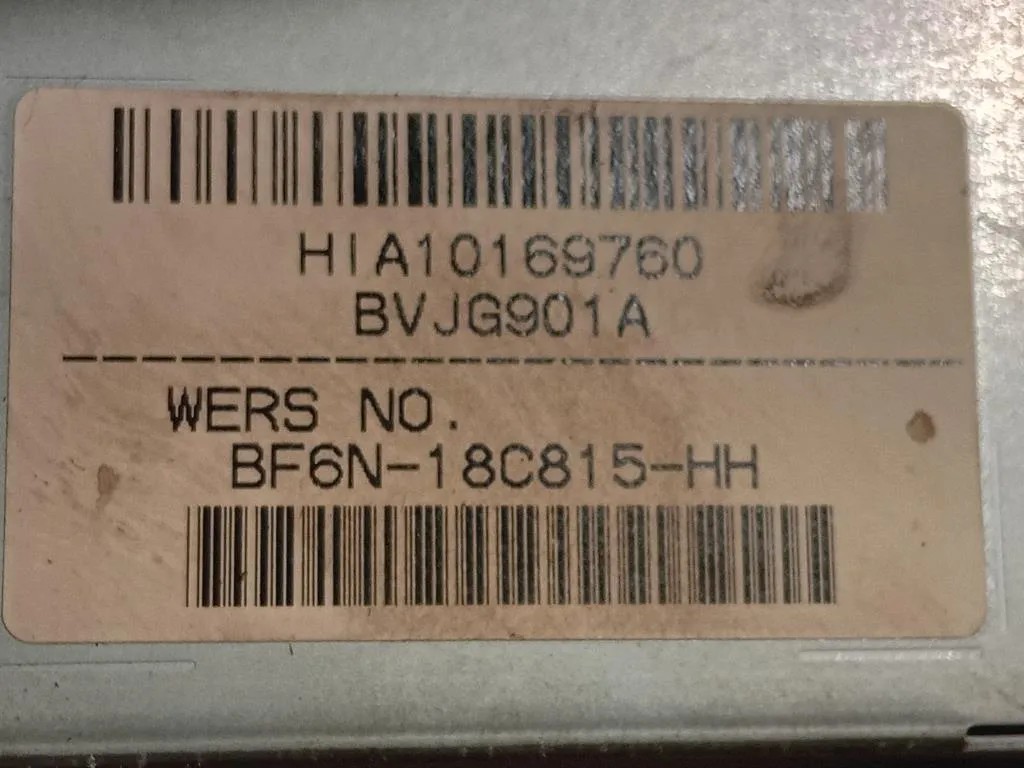 HIA10169760
BVJG901A
WERS NO.
BF6N-18C815-HH